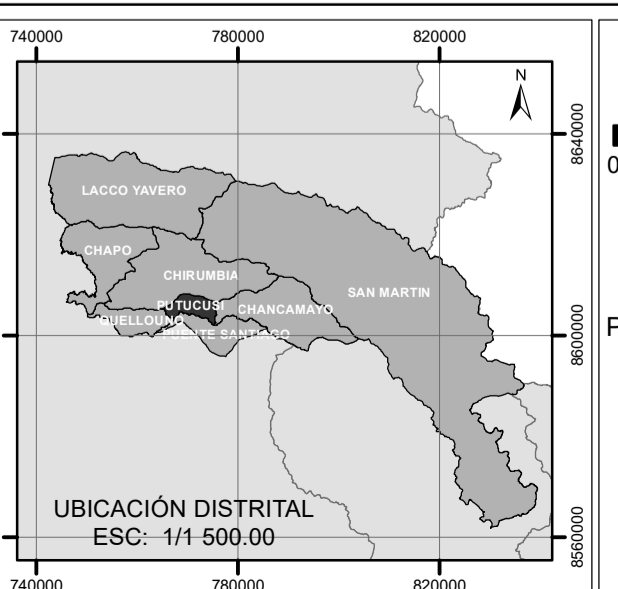 740000 780000 820000
N
8640000
0
LACCO YAVERO
CHAPO
CHIRUMBIA
SAN MARTIN
PUTUCUSI
CHANCAMAYO
QUELLOUNO
PUENTE SANTIAGO
8600000
P
UBICACIÓN DISTRITAL
ESC: 1/1 500.00
8560000
740000 780000 820000